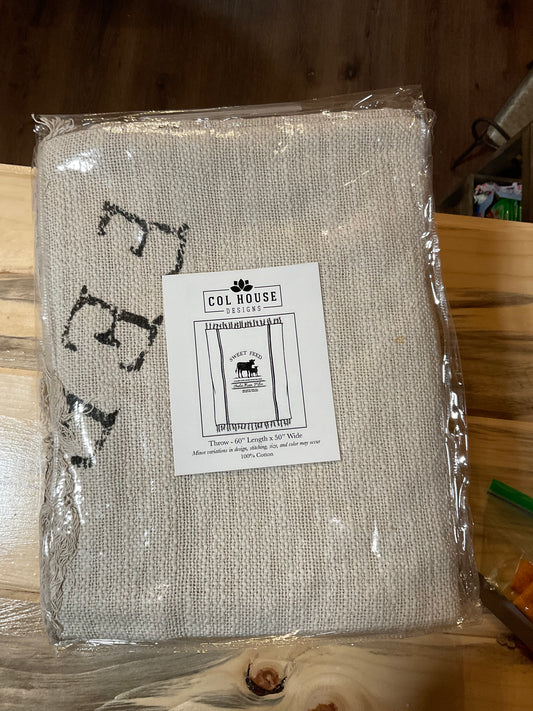 COL HOUSE
DESIGNS
SWEET FEED
Throw - 60" Length x 50" Wide
Minor variations in design, stitching, size, and color may occur
100% Cotton
FEE